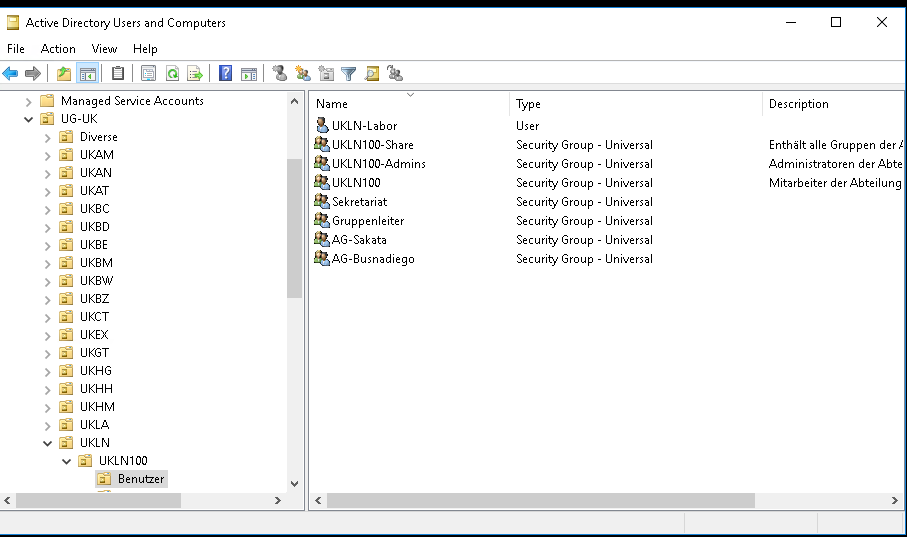 Active Directory Users and Computers
File Action View Help
Managed Service Accounts
UG-UK
Diverse
UKAM
UKAN
UKAT
UKBC
UKBD
UKBE
UKBM
UKBW
UKBZ
UKCT
UKEX
UKGT
UKHG
UKHH
UKHM
UKLA
UKLN
UKLN100
Benutzer
Name Type Description
UKLN-Labor User
UKLN100-Share Security Group - Universal Enthält alle Gruppen der A
UKLN100-Admins Security Group - Universal Administratoren der Abte
UKLN100 Security Group - Universal Mitarbeiter der Abteilung
Sekretariat Security Group - Universal
Gruppenleiter Security Group - Universal
AG-Sakata Security Group - Universal
AG-Busnadiego Security Group - Universal